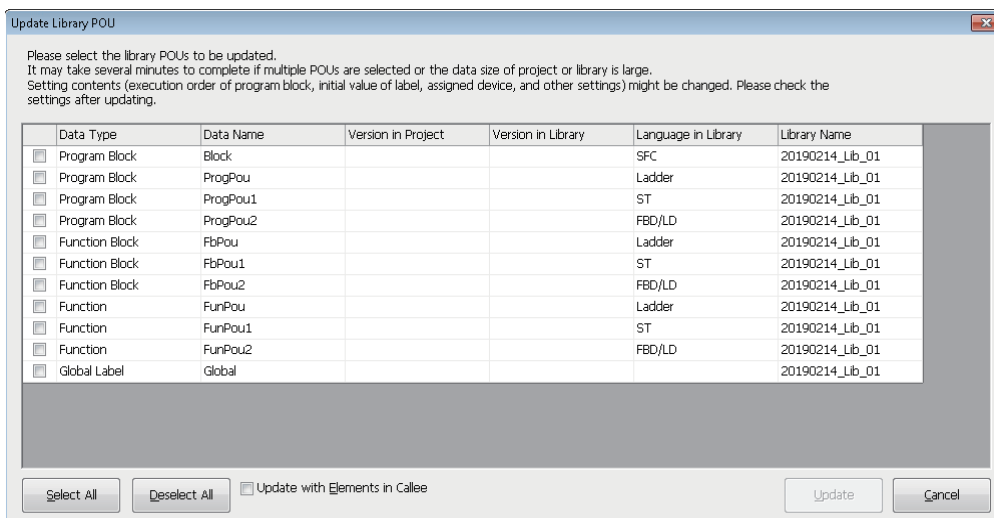 Update Library POU
Please select the library POUs to be updated.
It may take several minutes to complete if multiple POUs are selected or the data size of project or library is large.
Setting contents (execution order of program block, initial value of label, assigned device, and other settings) might be changed. Please check the
settings after updating.
Data Type Data Name Version in Project Version in Library Language in Library Library Name
Program Block Block SFC 20190214_Lib_01
Program Block ProgPou Ladder 20190214_Lib_01
Program Block ProgPou1 ST 20190214_Lib_01
Program Block ProgPou2 FBD/LD 20190214_Lib_01
Function Block FbPou Ladder 20190214_Lib_01
Function Block FbPou1 ST 20190214_Lib_01
Function Block FbPou2 FBD/LD 20190214_Lib_01
Function FunPou Ladder 20190214_Lib_01
Function FunPou1 ST 20190214_Lib_01
Function FunPou2 FBD/LD 20190214_Lib_01
Global Label Global 20190214_Lib_01
Select All Deselect All Update with Elements in Callee Update Cancel